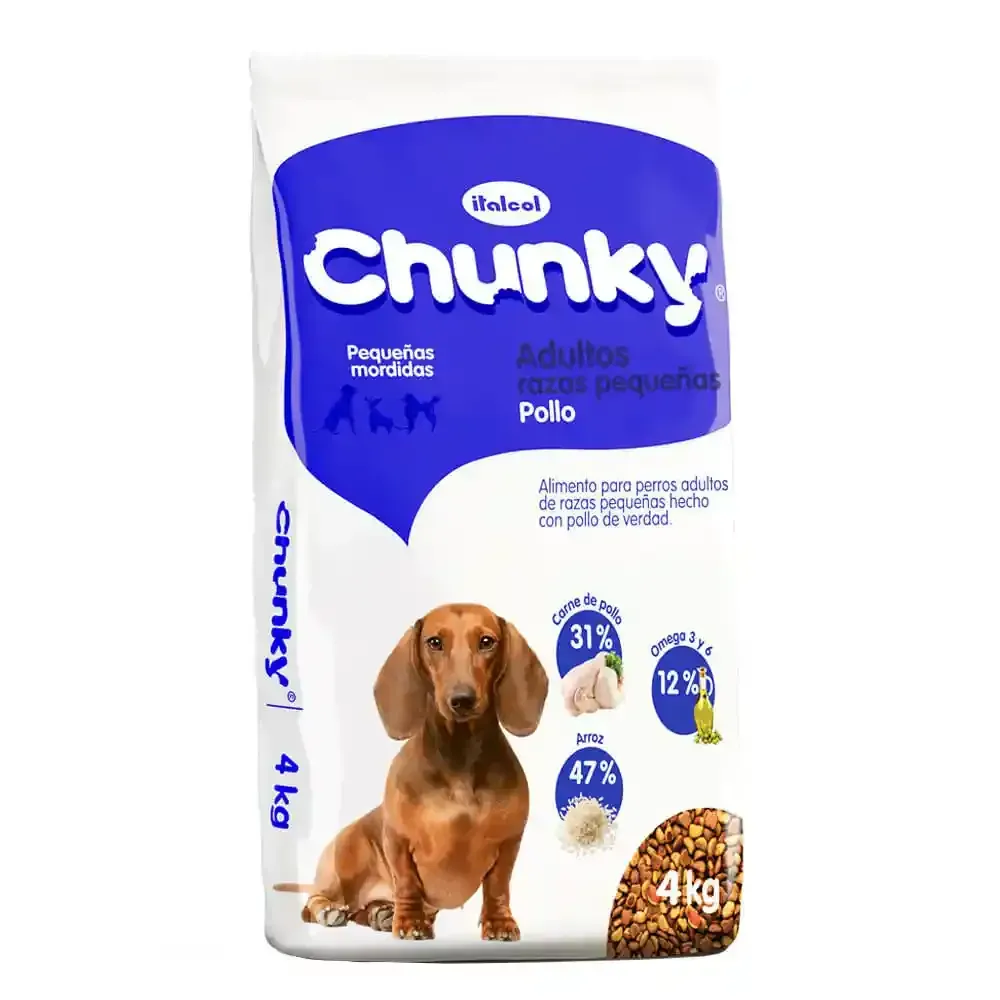 italcol
Chunky®
Pequeñas
mordidas
Adultos
razas pequeñas
Pollo
Alimento para perros adultos
de razas pequeñas hecho
con pollo de verdad.
Carne de pollo
31%
Omega 3 y 6
12%
Arroz
47%
4kg
Chunky® | 4 kg